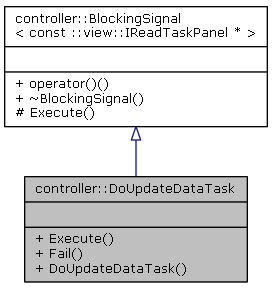 controller::BlockingSignal
< const ::view::IReadTaskPanel * >
+ operator()()
+ ~BlockingSignal()
# Execute()
controller::DoUpdateDataTask
+ Execute()
+ Fail()
+ DoUpdateDataTask()